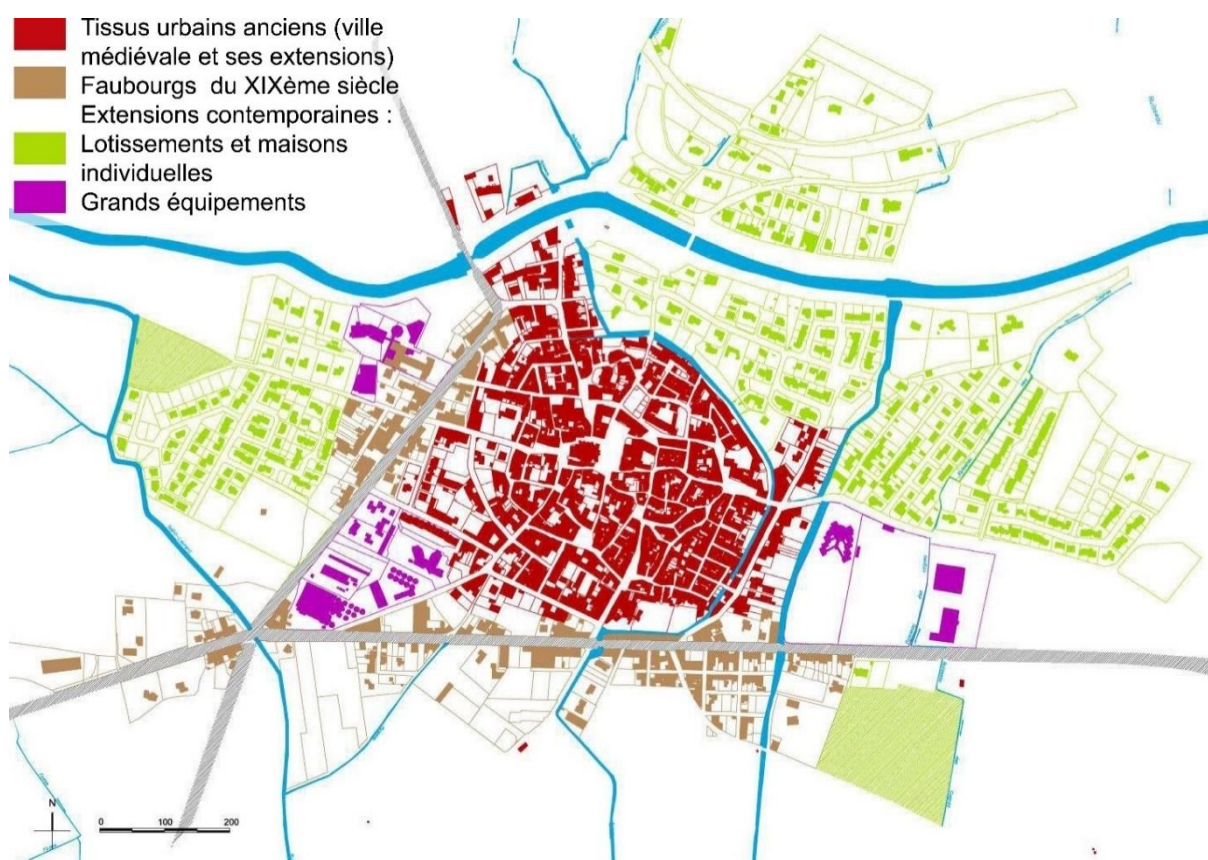 Tissus urbains anciens (ville
médiévale et ses extensions)
Faubourgs du XIXème siècle
Extensions contemporaines :
Lotissements et maisons
individuelles
Grands équipements
N
0 100 200